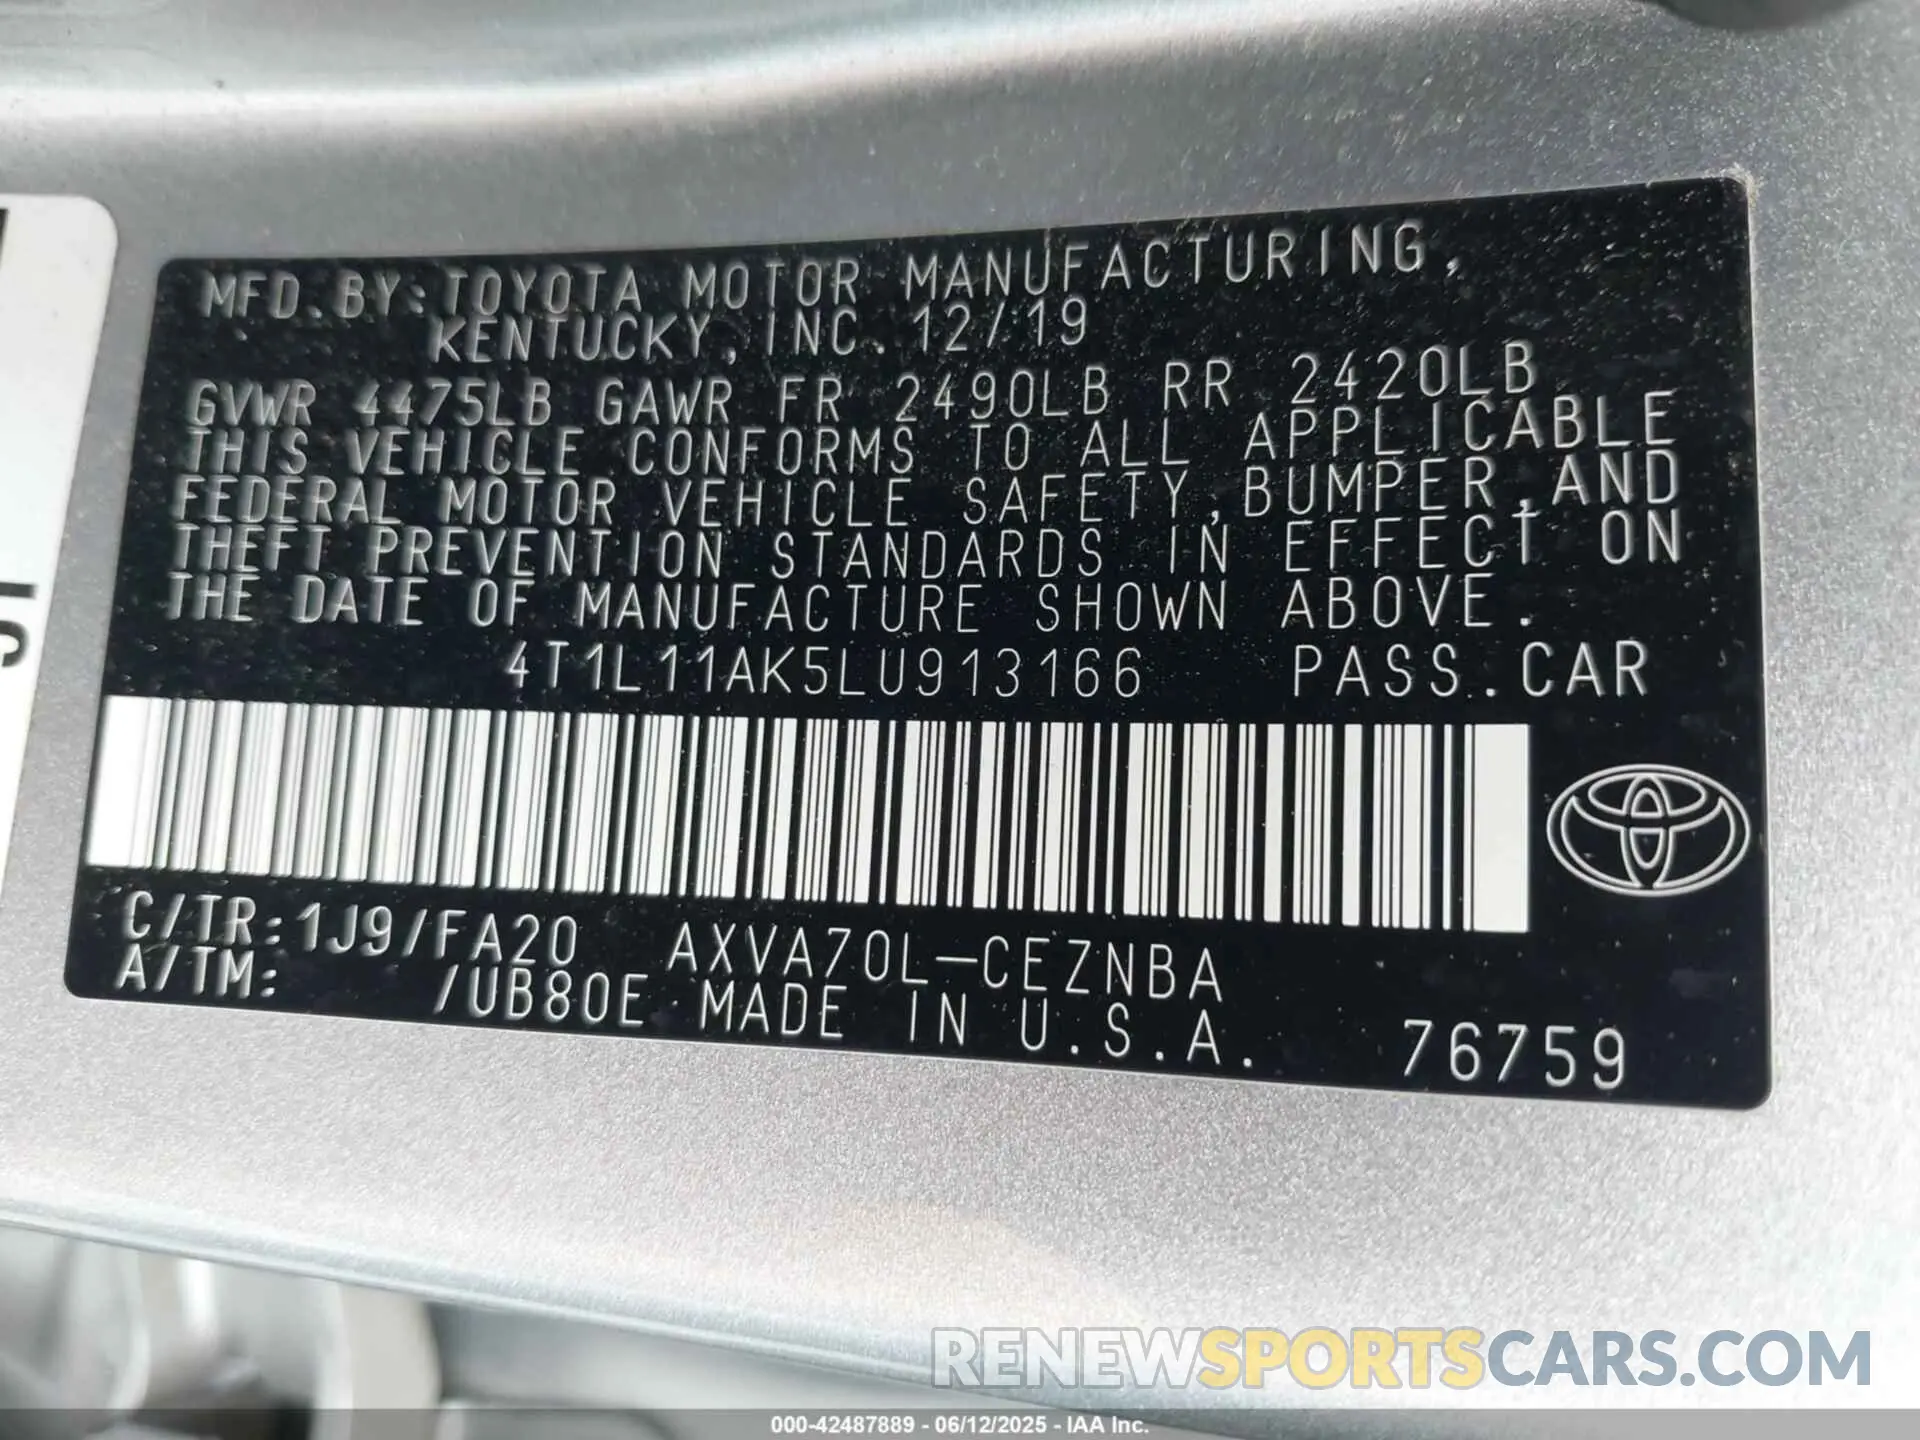 MFD.BY:TOYOTA MOTOR MANUFACTURING,
KENTUCKY, INC. 12/19
GVWR 4475LB GAWR FR 2490LB RR 2420LB
THIS VEHICLE CONFORMS TO ALL APPLICABLE
FEDERAL MOTOR VEHICLE SAFETY,BUMPER,AND
THEFT PREVENTION STANDARDS IN EFFECT ON
THE DATE OF MANUFACTURE SHOWN ABOVE.
4T1L11AK5LU913166 PASS.CAR
C/TR:1J9/FA20 AXVA70L-CEZNBA
A/TM: /UB80E MADE IN U.S.A. 76759
RENEWSPORTSCARS.COM
000-42487889 - 06/12/2025 - IAA Inc.